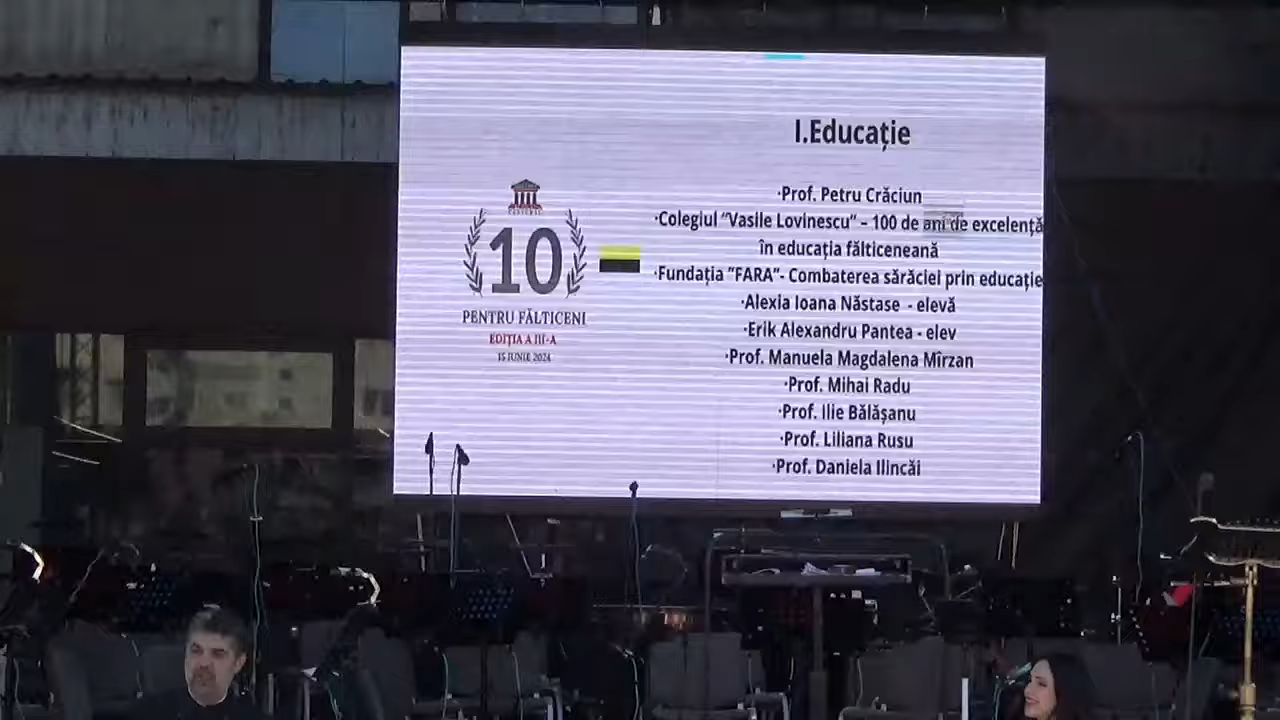 I.Educație
·Prof. Petru Crăciun
·Colegiul “Vasile Lovinescu” – 100 de ani de excelență
în educația fălticeneană
·Fundația ”FARA”- Combaterea sărăciei prin educație
·Alexia Ioana Năstase - elevă
·Erik Alexandru Pantea - elev
·Prof. Manuela Magdalena Mîrzan
·Prof. Mihai Radu
·Prof. Ilie Bălășanu
·Prof. Liliana Rusu
·Prof. Daniela Ilincăi
10
PENTRU FĂLTICENI
EDIȚIA A III-A
15 IUNIE 2024